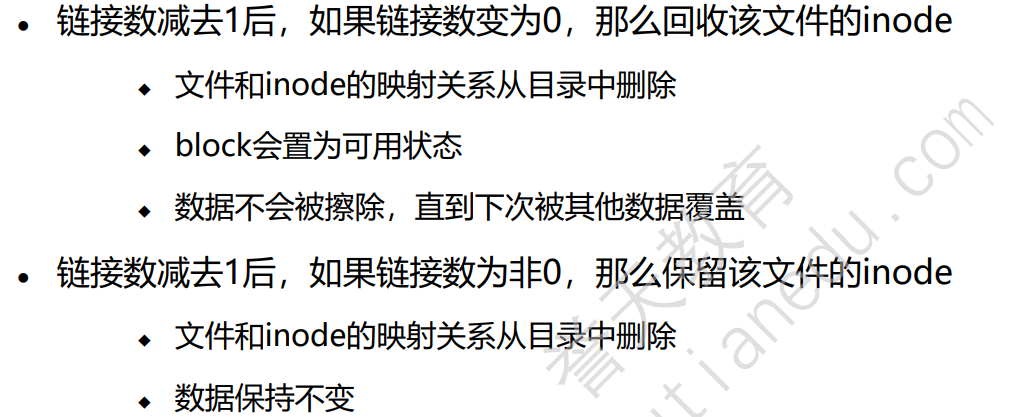 • 链接数减去1后，如果链接数变为0，那么回收该文件的inode
◆ 文件和inode的映射关系从目录中删除
◆ block会置为可用状态
◆ 数据不会被擦除，直到下次被其他数据覆盖
• 链接数减去1后，如果链接数为非0，那么保留该文件的inode
◆ 文件和inode的映射关系从目录中删除
◆ 数据保持不变
誉天教育
utianedu.com